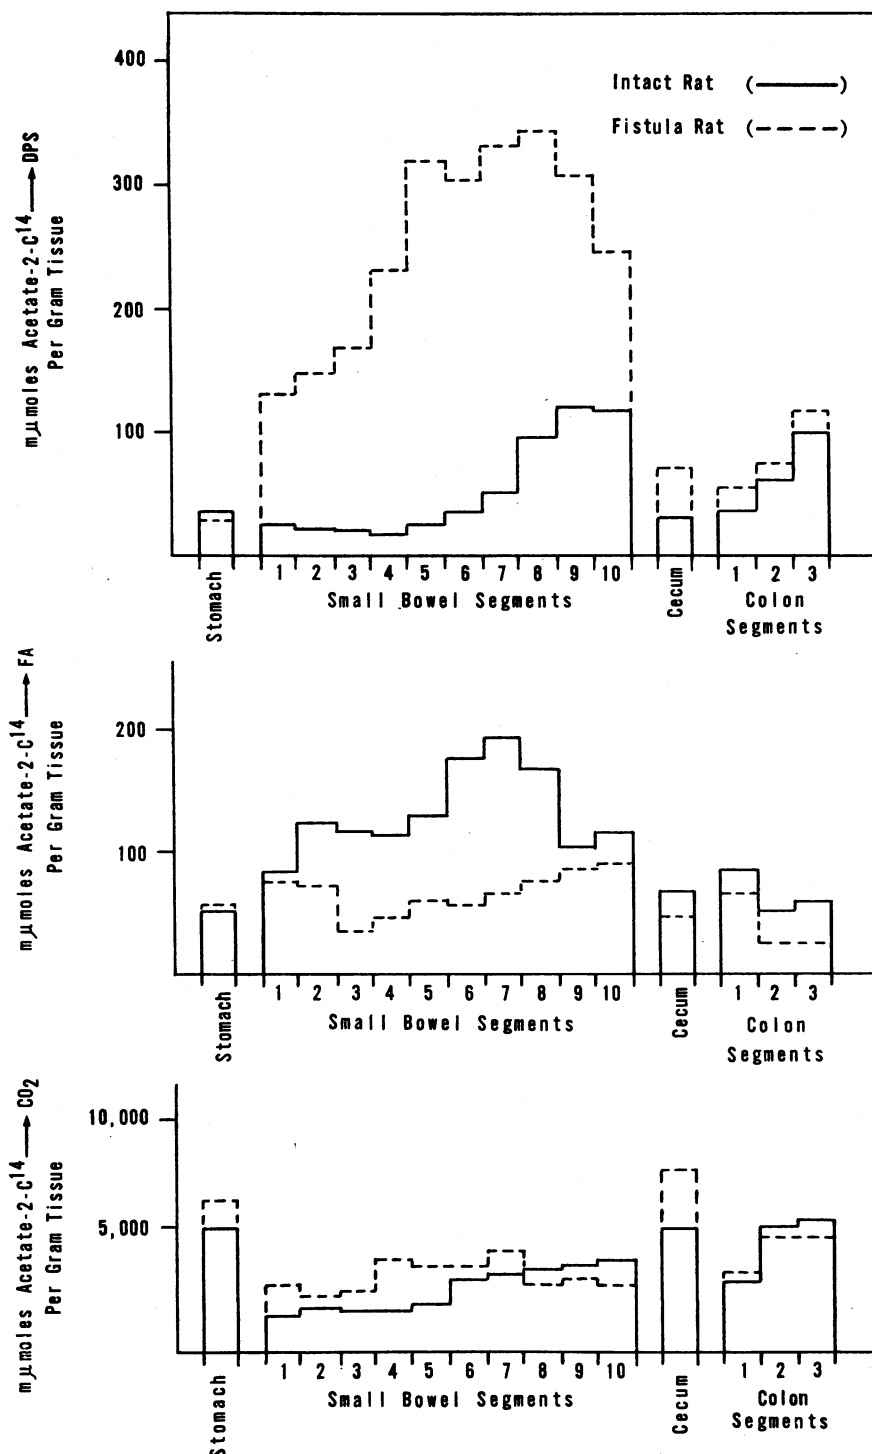 mµmoles Acetate-2-C¹⁴ ⟶ DPS
Per Gram Tissue
400
300
200
100
Intact Rat (———)
Fistula Rat (----)
Stomach
1 2 3 4 5 6 7 8 9 10
Small Bowel Segments
Cecum
1 2 3
Colon
Segments
mµmoles Acetate-2-C¹⁴ ⟶ FA
Per Gram Tissue
200
100
Stomach
1 2 3 4 5 6 7 8 9 10
Small Bowel Segments
Cecum
1 2 3
Colon
Segments
mµmoles Acetate-2-C¹⁴ ⟶ CO₂
Per Gram Tissue
10,000
5,000
Stomach
1 2 3 4 5 6 7 8 9 10
Small Bowel Segments
Cecum
1 2 3
Colon
Segments